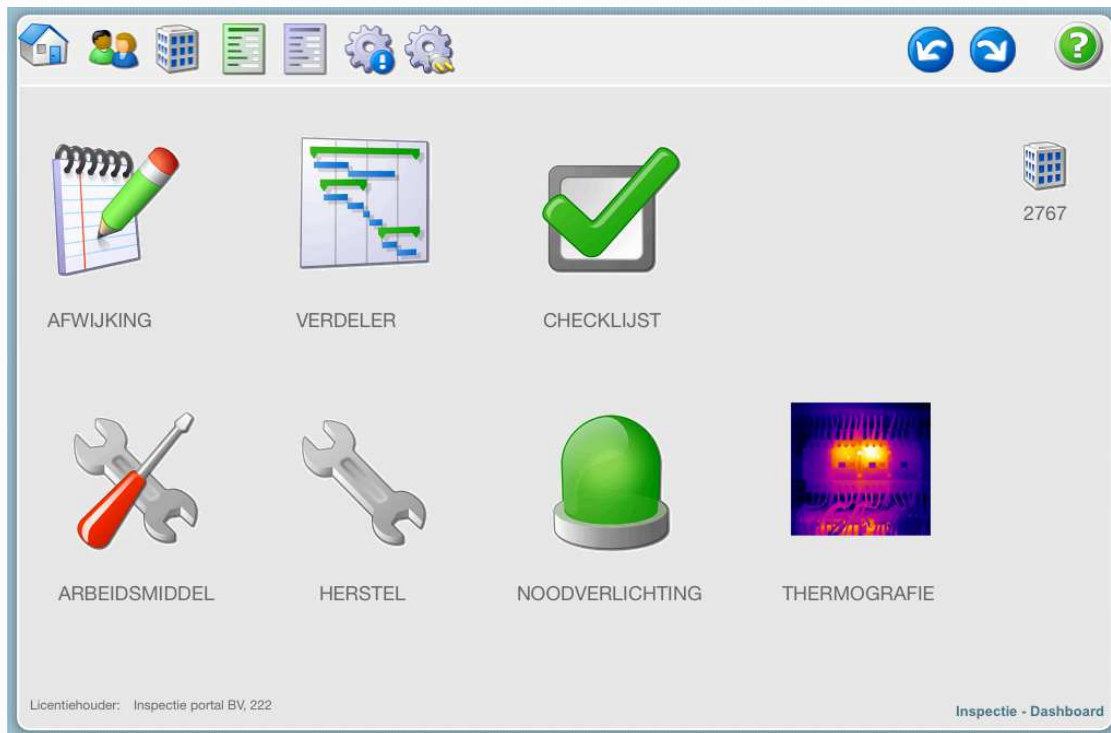 2767
AFWIJKING VERDELER CHECKLIJST
ARBEIDSMIDDEL HERSTEL NOODVERLICHTING THERMOGRAFIE
Licentiehouder: Inspectie portal BV, 222
Inspectie - Dashboard